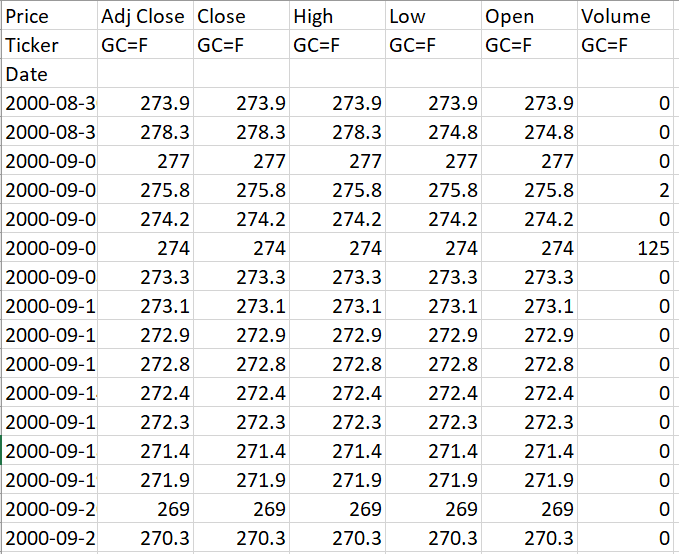 Price Adj Close Close High Low Open Volume
Ticker GC=F GC=F GC=F GC=F GC=F GC=F
Date
2000-08-3 273.9 273.9 273.9 273.9 273.9 0
2000-08-3 278.3 278.3 278.3 274.8 274.8 0
2000-09-0 277 277 277 277 277 0
2000-09-0 275.8 275.8 275.8 275.8 275.8 2
2000-09-0 274.2 274.2 274.2 274.2 274.2 0
2000-09-0 274 274 274 274 274 125
2000-09-0 273.3 273.3 273.3 273.3 273.3 0
2000-09-1 273.1 273.1 273.1 273.1 273.1 0
2000-09-1 272.9 272.9 272.9 272.9 272.9 0
2000-09-1 272.8 272.8 272.8 272.8 272.8 0
2000-09-1 272.4 272.4 272.4 272.4 272.4 0
2000-09-1 272.3 272.3 272.3 272.3 272.3 0
2000-09-1 271.4 271.4 271.4 271.4 271.4 0
2000-09-1 271.9 271.9 271.9 271.9 271.9 0
2000-09-2 269 269 269 269 269 0
2000-09-2 270.3 270.3 270.3 270.3 270.3 0